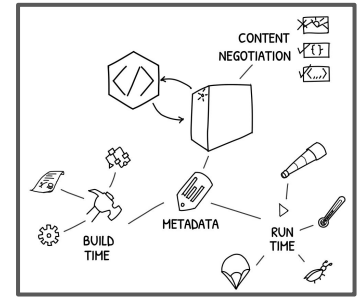 CONTENT
NEGOTIATION
{}
<,,,>
</>
METADATA
BUILD
TIME
RUN
TIME